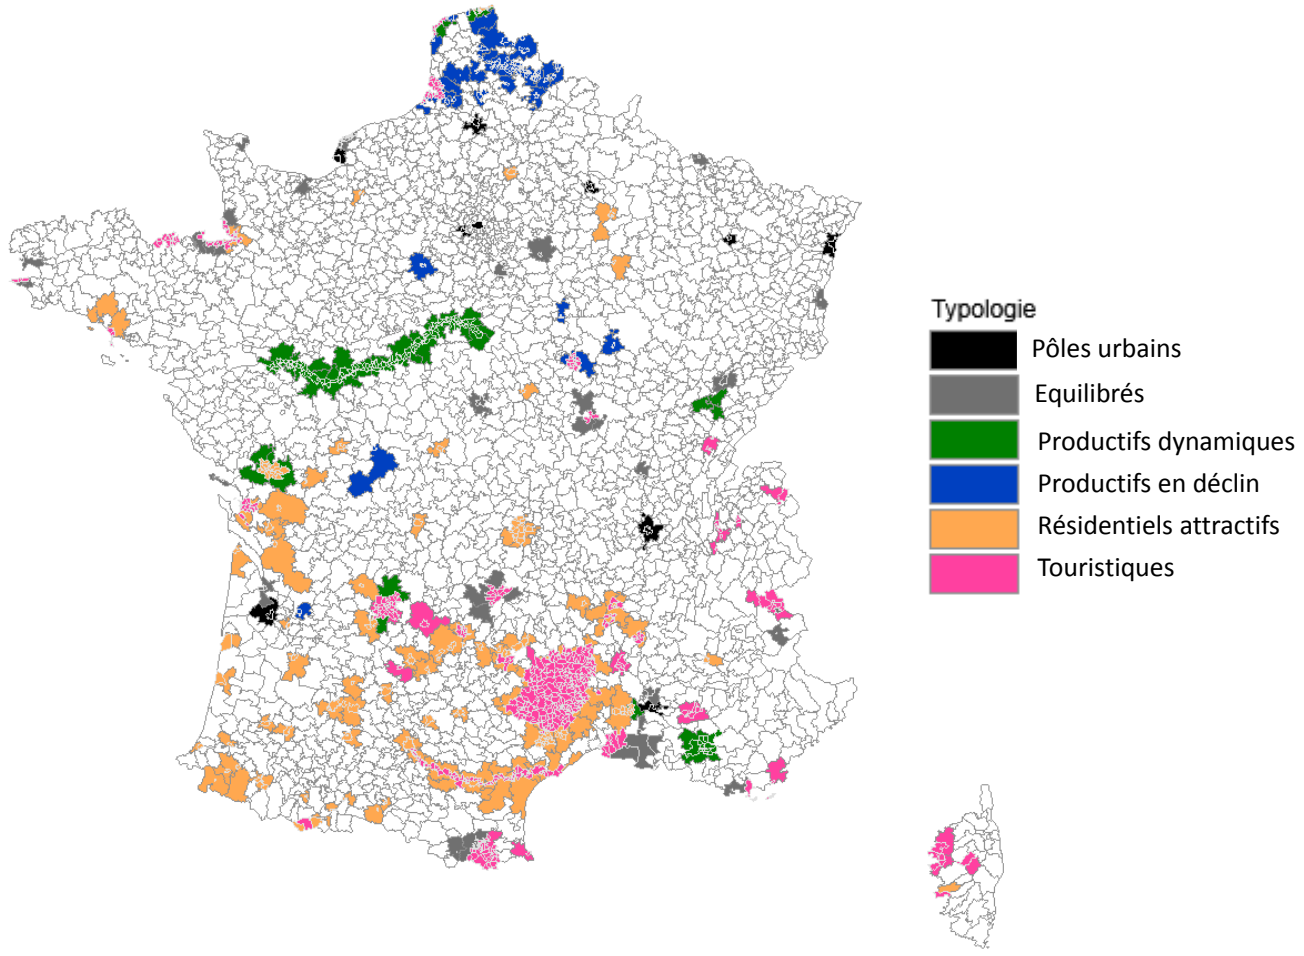 Typologie
Pôles urbains
Equilibrés
Productifs dynamiques
Productifs en déclin
Résidentiels attractifs
Touristiques